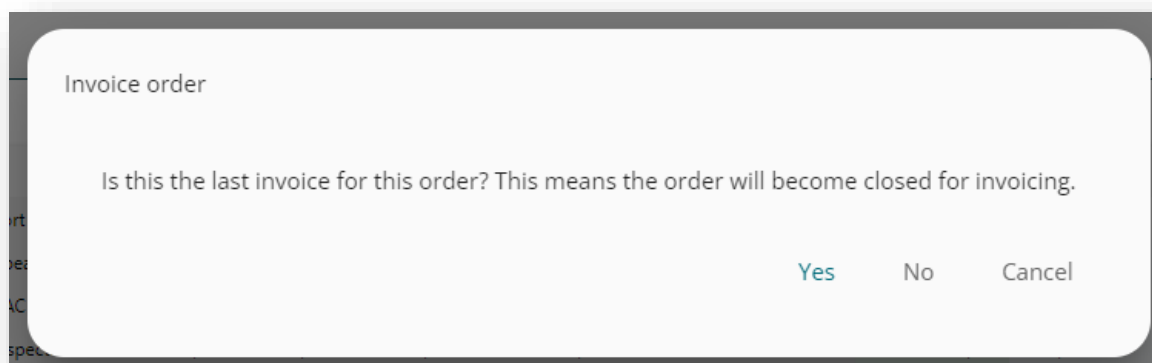 Invoice order
Is this the last invoice for this order? This means the order will become closed for invoicing.
Yes No Cancel